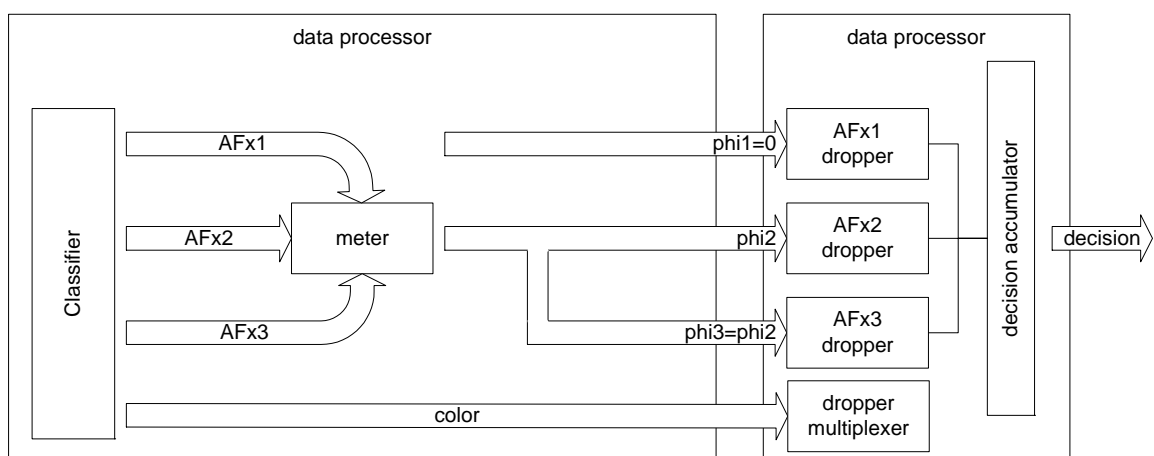 data processor
data processor
Classifier
AFx1
AFx2
AFx3
color
meter
phi1=0
phi2
phi3=phi2
AFx1
dropper
AFx2
dropper
AFx3
dropper
dropper
multiplexer
decision accumulator
decision